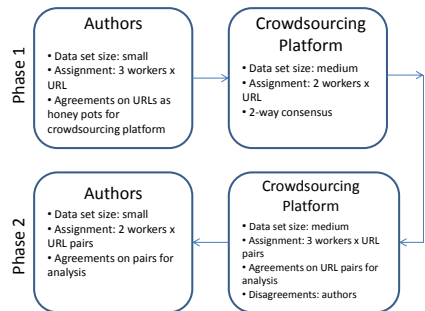 Phase 1
Authors
• Data set size: small
• Assignment: 3 workers x
URL
• Agreements on URLs as
honey pots for
crowdsourcing platform
Crowdsourcing
Platform
• Data set size: medium
• Assignment: 2 workers x
URL
• 2-way consensus
Phase 2
Authors
• Data set size: small
• Assignment: 2 workers x
URL pairs
• Agreements on pairs for
analysis
Crowdsourcing
Platform
• Data set size: medium
• Assignment: 3 workers x URL
pairs
• Agreements on URL pairs for
analysis
• Disagreements: authors